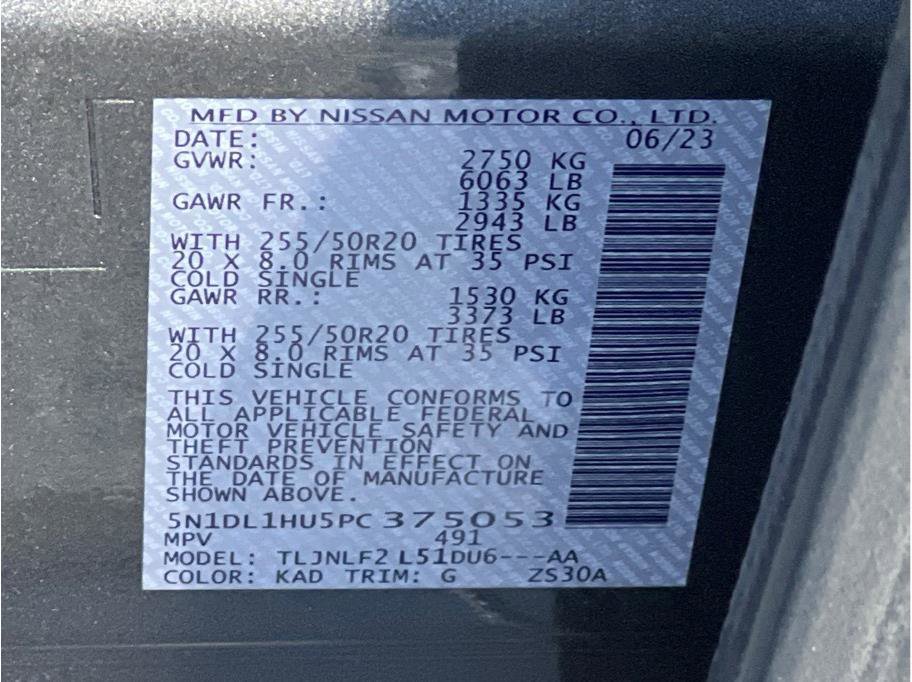 MFD BY NISSAN MOTOR CO., LTD.
DATE: 06/23
GVWR: 2750 KG
6063 LB
GAWR FR.: 1335 KG
2943 LB
WITH 255/50R20 TIRES
20 X 8.0 RIMS AT 35 PSI
COLD SINGLE
GAWR RR.: 1530 KG
3373 LB
WITH 255/50R20 TIRES
20 X 8.0 RIMS AT 35 PSI
COLD SINGLE
THIS VEHICLE CONFORMS TO
ALL APPLICABLE FEDERAL
MOTOR VEHICLE SAFETY AND
THEFT PREVENTION
STANDARDS IN EFFECT ON
THE DATE OF MANUFACTURE
SHOWN ABOVE.
5N1DL1HU5PC 375053
MPV 491
MODEL: TLJNLF2 L51DU6---AA
COLOR: KAD TRIM: G ZS30A